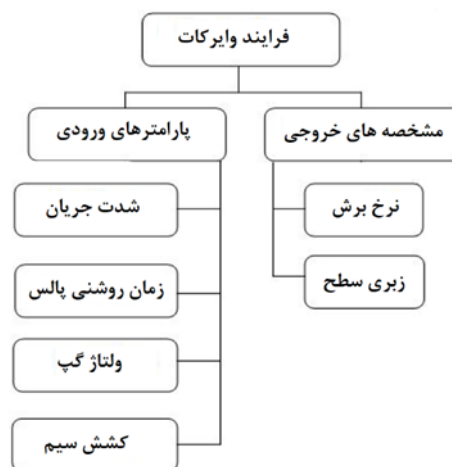 فرایند وایرکات
مشخصه های خروجی
نرخ برش
زبری سطح
پارامترهای ورودی
شدت جریان
زمان روشنی پالس
ولتاژ گپ
کشش سیم